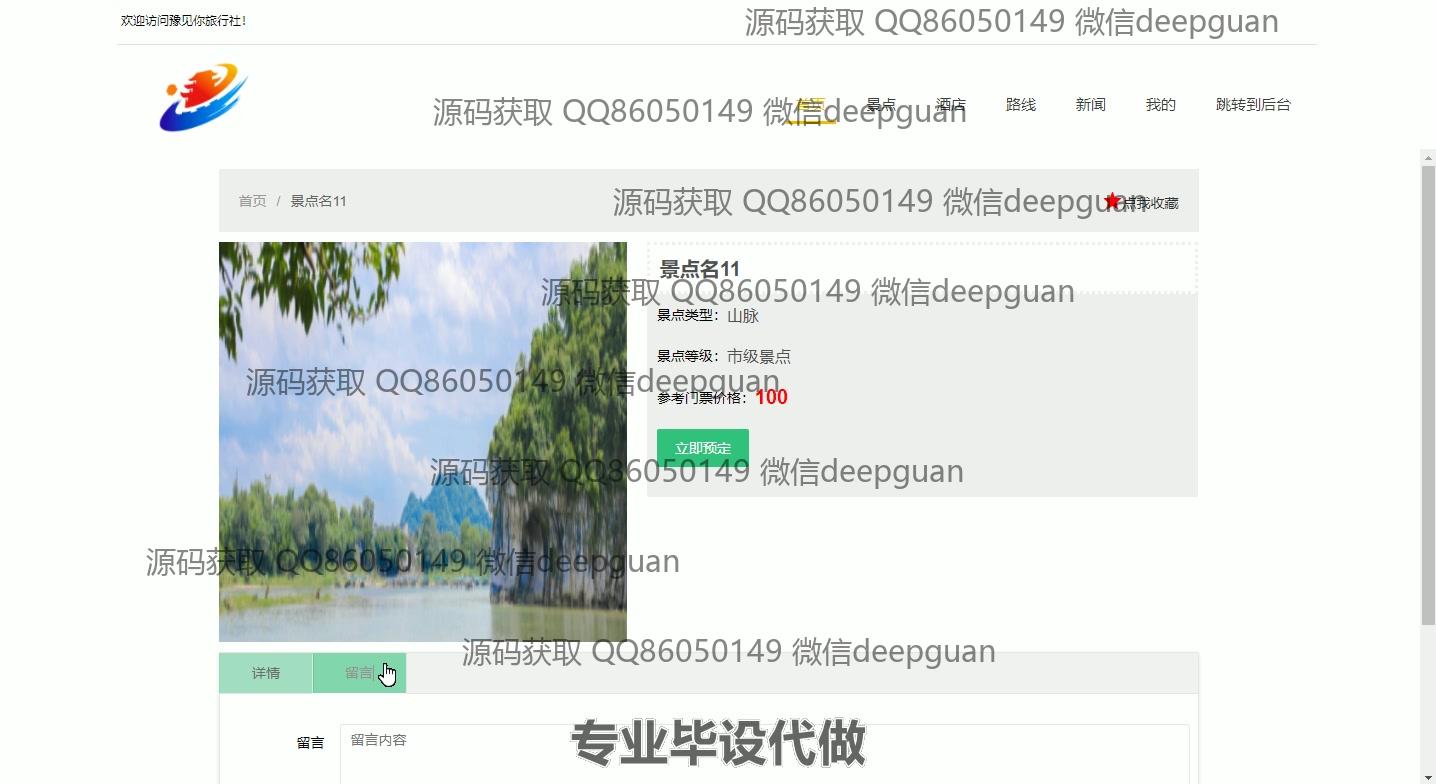 欢迎访问豫见你旅行社!
源码获取 QQ86050149 微信deepguan
源码获取 QQ86050149 微信deepguan
首页 景点 酒店 路线 新闻 我的 跳转到后台
首页 / 景点名11
源码获取 QQ86050149 微信deepguan
点我收藏
景点名11
源码获取 QQ86050149 微信deepguan
景点类型：山脉
景点等级：市级景点
源码获取 QQ86050149 微信deepguan
参考门票价格：100
立即预定
源码获取 QQ86050149 微信deepguan
源码获取 QQ86050149 微信deepguan
源码获取 QQ86050149 微信deepguan
详情 留言
留言 留言内容
专业毕设代做